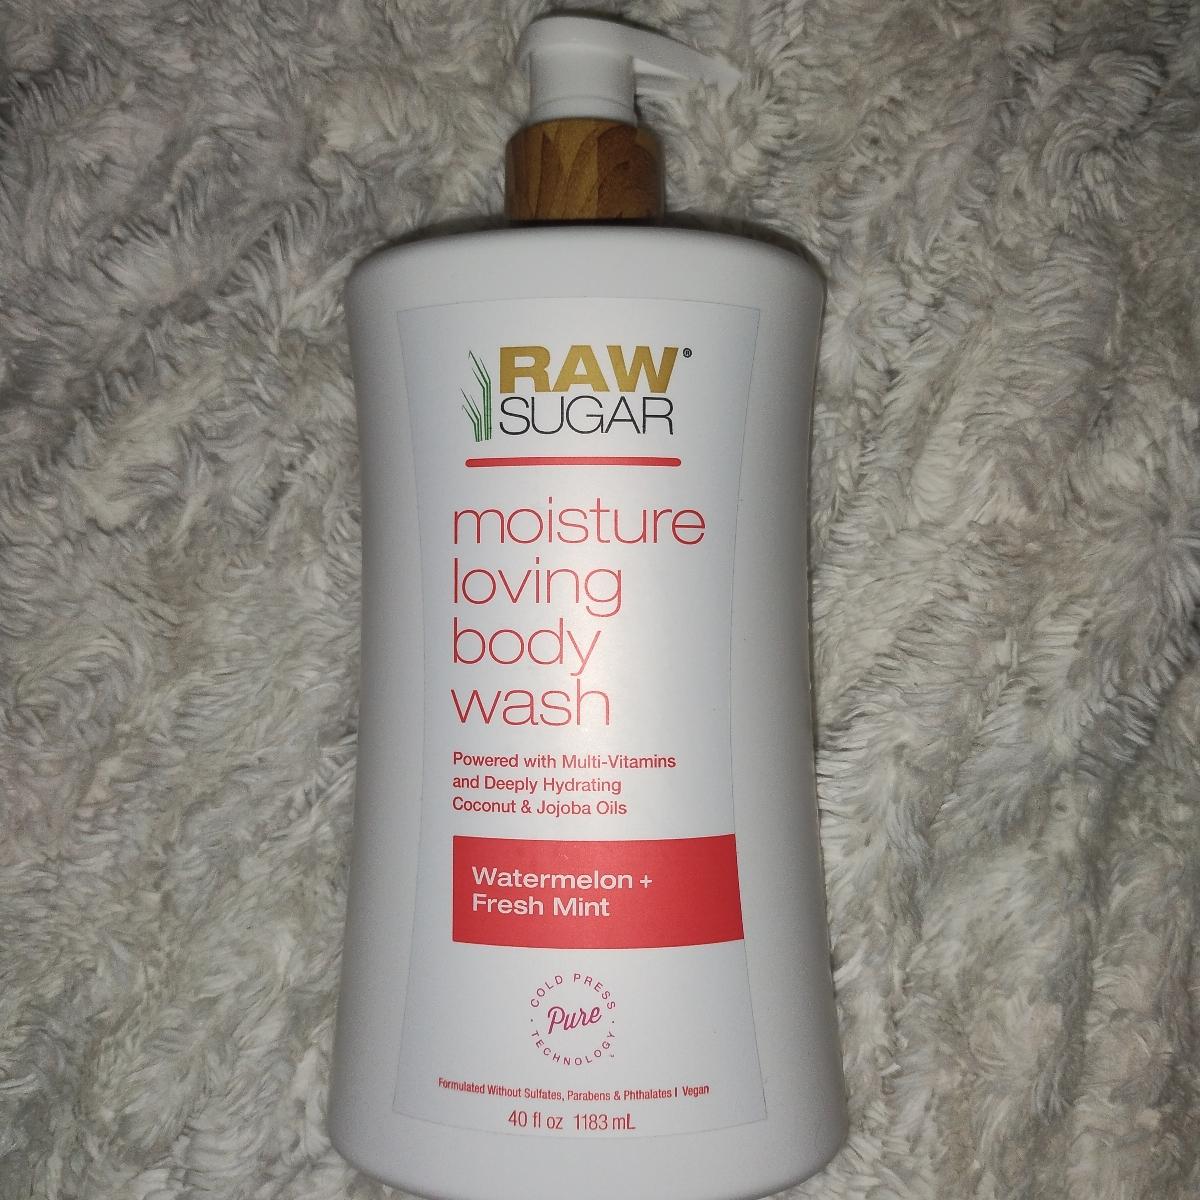 RAW®
SUGAR
moisture
loving
body
wash
Powered with Multi-Vitamins
and Deeply Hydrating
Coconut & Jojoba Oils
Watermelon +
Fresh Mint
· COLD PRESS ·
Pure
TECHNOLOGY
Formulated Without Sulfates, Parabens & Phthalates | Vegan
40 fl oz 1183 mL